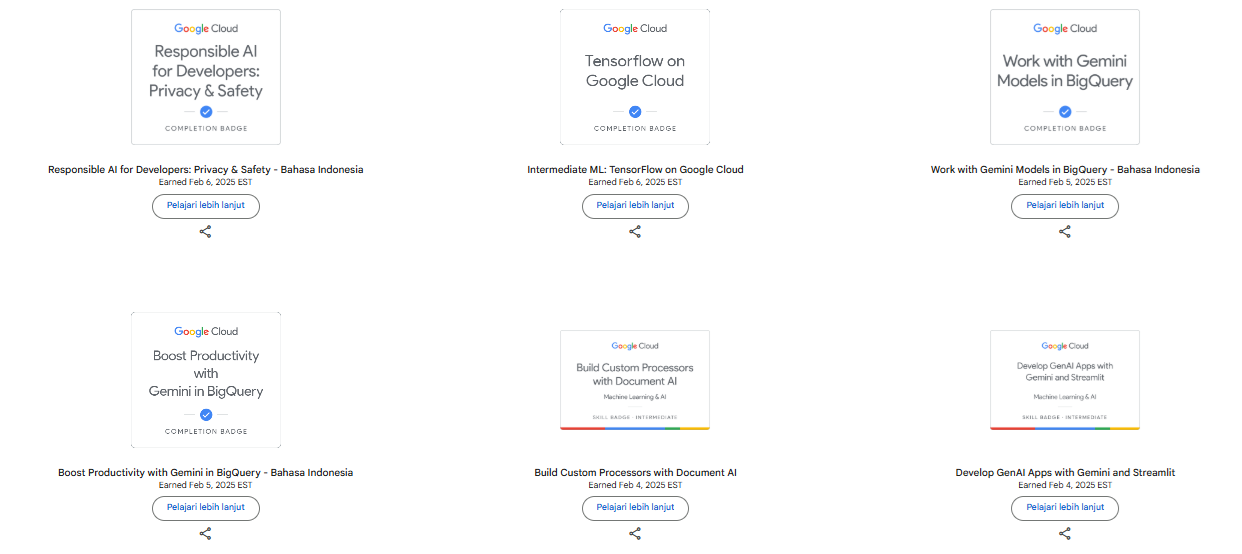 Google Cloud
Responsible AI
for Developers:
Privacy & Safety
COMPLETION BADGE
Responsible AI for Developers: Privacy & Safety - Bahasa Indonesia
Earned Feb 6, 2025 EST
Pelajari lebih lanjut
Google Cloud
Tensorflow on
Google Cloud
COMPLETION BADGE
Intermediate ML: TensorFlow on Google Cloud
Earned Feb 6, 2025 EST
Pelajari lebih lanjut
Google Cloud
Work with Gemini
Models in BigQuery
COMPLETION BADGE
Work with Gemini Models in BigQuery - Bahasa Indonesia
Earned Feb 5, 2025 EST
Pelajari lebih lanjut
Google Cloud
Boost Productivity
with
Gemini in BigQuery
COMPLETION BADGE
Boost Productivity with Gemini in BigQuery - Bahasa Indonesia
Earned Feb 5, 2025 EST
Pelajari lebih lanjut
Google Cloud
Build Custom Processors
with Document AI
Machine Learning & AI
SKILL BADGE · INTERMEDIATE
Build Custom Processors with Document AI
Earned Feb 4, 2025 EST
Pelajari lebih lanjut
Google Cloud
Develop GenAI Apps with
Gemini and Streamlit
Machine Learning & AI
SKILL BADGE · INTERMEDIATE
Develop GenAI Apps with Gemini and Streamlit
Earned Feb 4, 2025 EST
Pelajari lebih lanjut